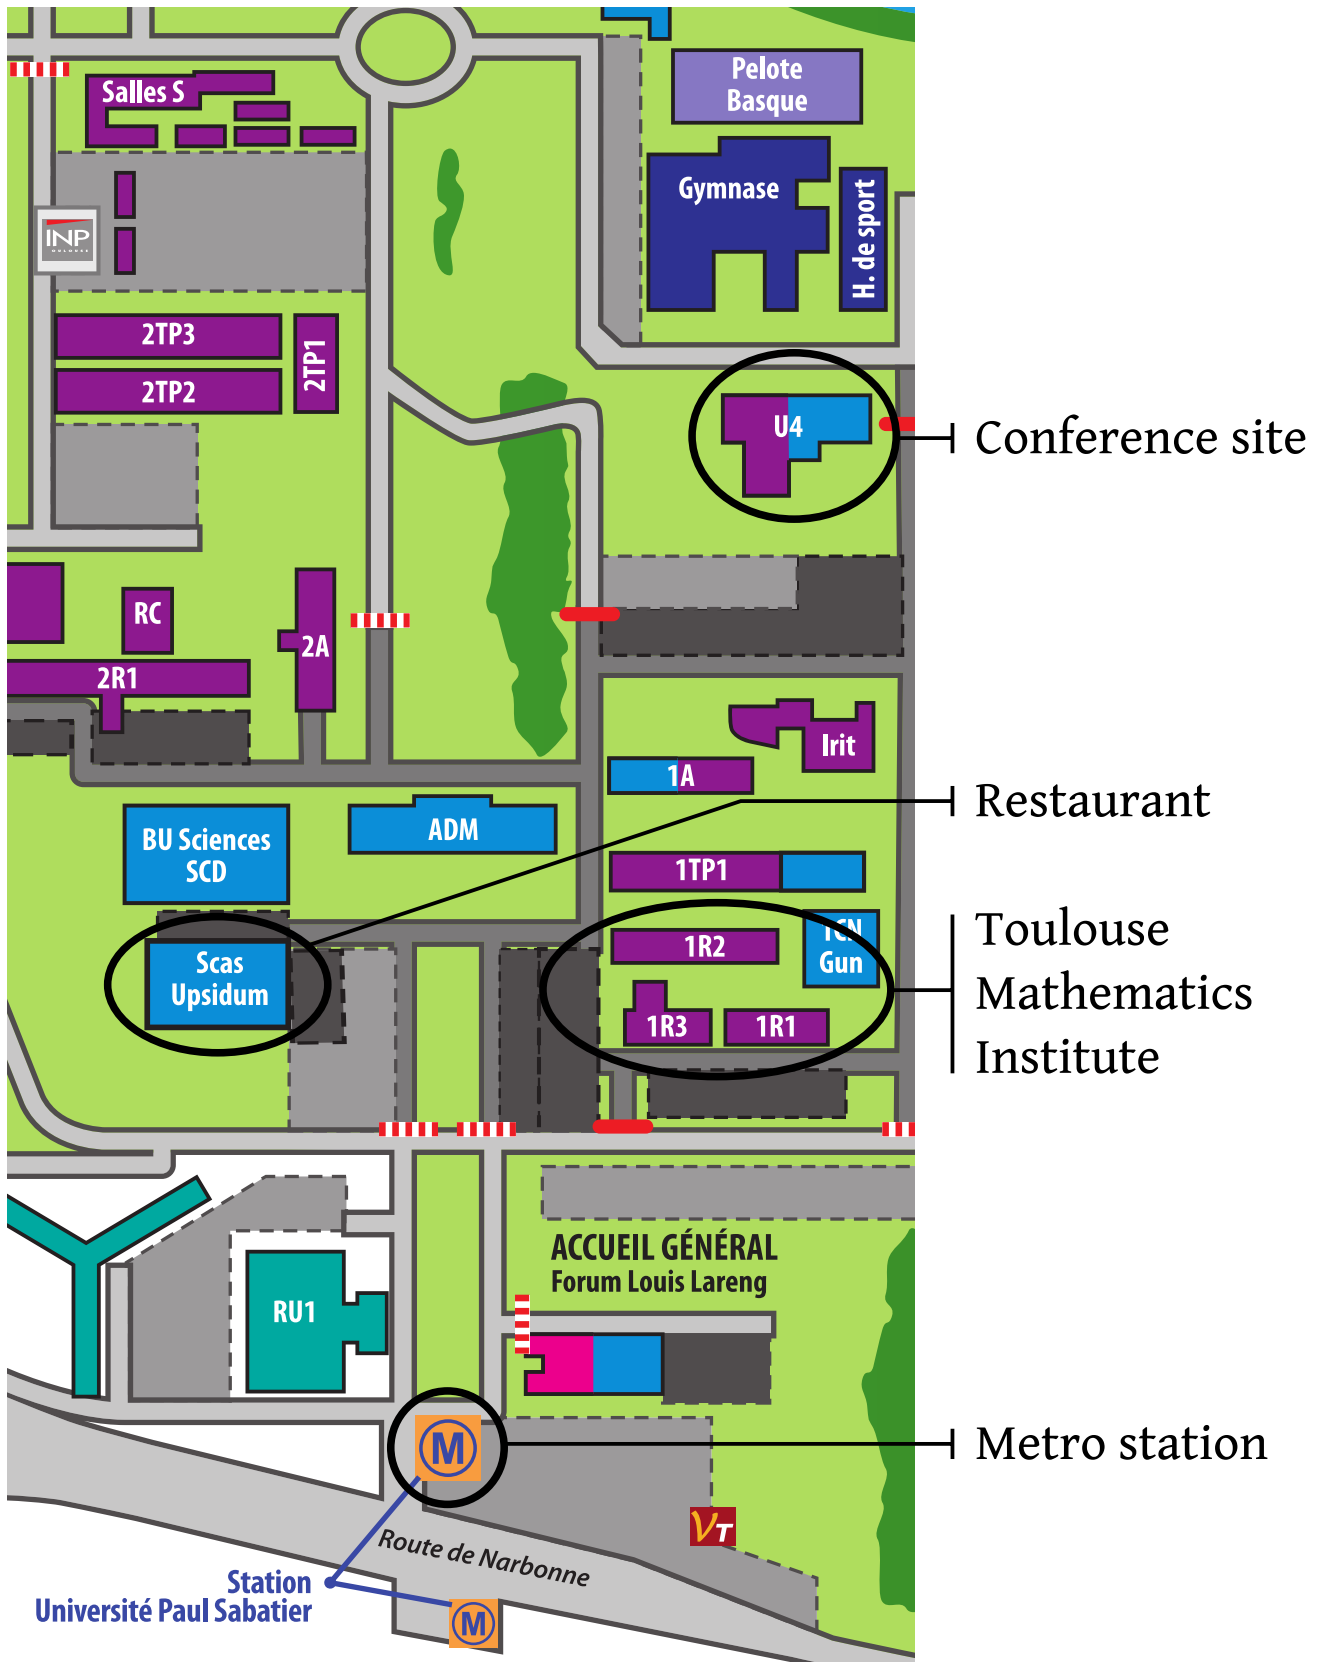 Pelote
Basque
Salles S
Gymnase
H. de sport
INP
2TP3
2TP1
2TP2
U4
Conference site
RC
2A
2R1
Irit
1A
Restaurant
BU Sciences
SCD
ADM
1TP1
Toulouse
Mathematics
Institute
1R2
1CN
Gun
Scas
Upsidum
1R3
1R1
ACCUEIL GÉNÉRAL
Forum Louis Lareng
RU1
M
Metro station
VT
Route de Narbonne
Station
Université Paul Sabatier
M